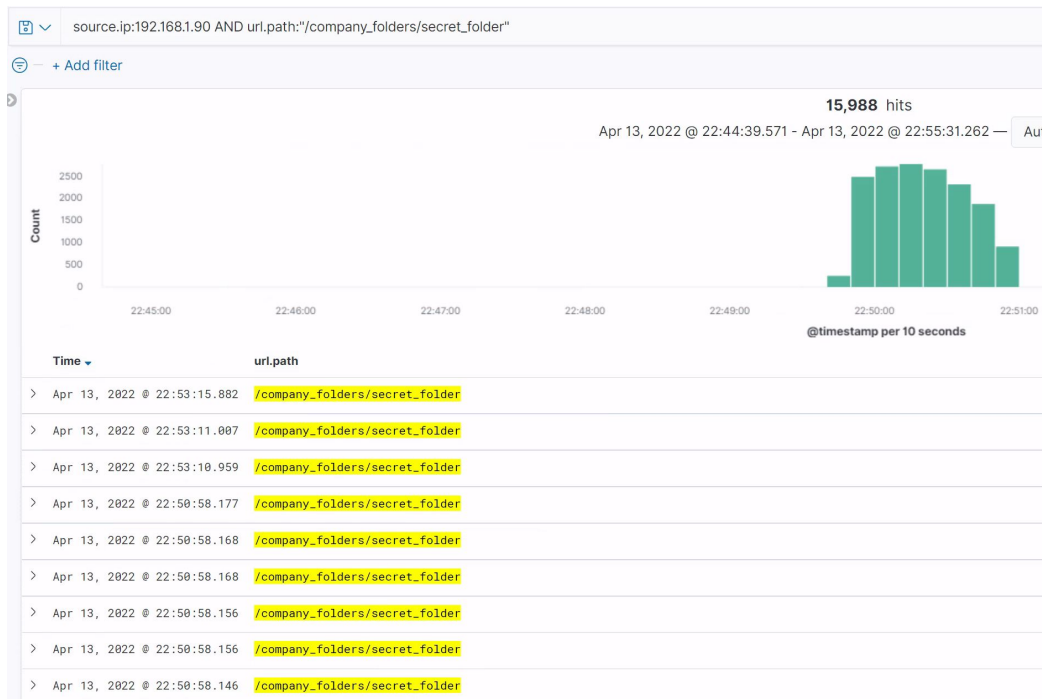 source.ip:192.168.1.90 AND url.path:"/company_folders/secret_folder"
+ Add filter
15,988 hits
Apr 13, 2022 @ 22:44:39.571 - Apr 13, 2022 @ 22:55:31.262 — Aut
2500
2000
1500
1000
500
0
Count
22:45:00 22:46:00 22:47:00 22:48:00 22:49:00 22:50:00 22:51:00
@timestamp per 10 seconds
Time url.path
Apr 13, 2022 @ 22:53:15.882 /company_folders/secret_folder
Apr 13, 2022 @ 22:53:11.007 /company_folders/secret_folder
Apr 13, 2022 @ 22:53:10.959 /company_folders/secret_folder
Apr 13, 2022 @ 22:50:58.177 /company_folders/secret_folder
Apr 13, 2022 @ 22:50:58.168 /company_folders/secret_folder
Apr 13, 2022 @ 22:50:58.168 /company_folders/secret_folder
Apr 13, 2022 @ 22:50:58.156 /company_folders/secret_folder
Apr 13, 2022 @ 22:50:58.156 /company_folders/secret_folder
Apr 13, 2022 @ 22:50:58.146 /company_folders/secret_folder